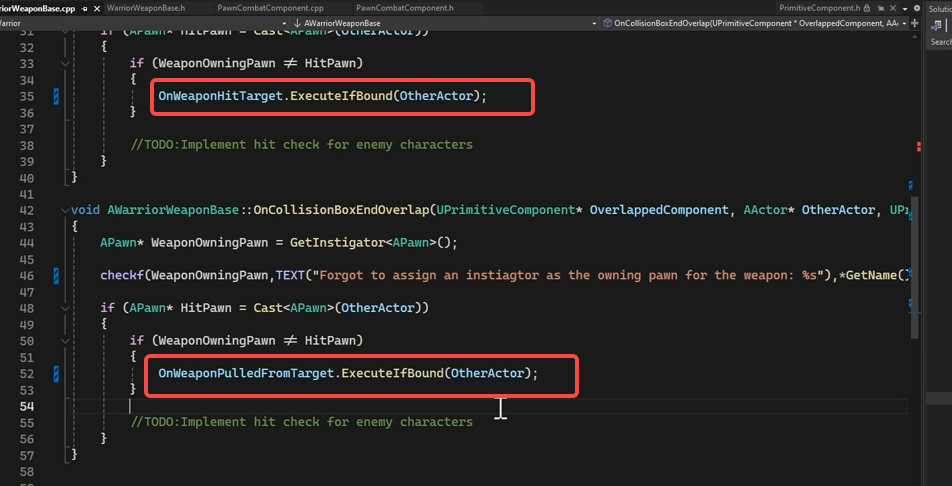 rriorWeaponBase.cpp
WarriorWeaponBase.h
PawnCombatComponent.cpp
PawnCombatComponent.h
PrimitiveComponent.h
Solutio
arrior
AWarriorWeaponBase
OnCollisionBoxEndOverlap(UPrimitiveComponent * OverlappedComponent, AA
Search
31 if (APawn* HitPawn = Cast<APawn>(OtherActor))
32 {
33 if (WeaponOwningPawn ≠ HitPawn)
34 {
35 OnWeaponHitTarget.ExecuteIfBound(OtherActor);
36 }
37
38 //TODO:Implement hit check for enemy characters
39 }
40 }
41
42 void AWarriorWeaponBase::OnCollisionBoxEndOverlap(UPrimitiveComponent* OverlappedComponent, AActor* OtherActor, UPr
43 {
44 APawn* WeaponOwningPawn = GetInstigator<APawn>();
45
46 checkf(WeaponOwningPawn,TEXT("Forgot to assign an instiagtor as the owning pawn for the weapon: %s"),*GetName()
47
48 if (APawn* HitPawn = Cast<APawn>(OtherActor))
49 {
50 if (WeaponOwningPawn ≠ HitPawn)
51 {
52 OnWeaponPulledFromTarget.ExecuteIfBound(OtherActor);
53 }
54
55 //TODO:Implement hit check for enemy characters
56 }
57 }
58